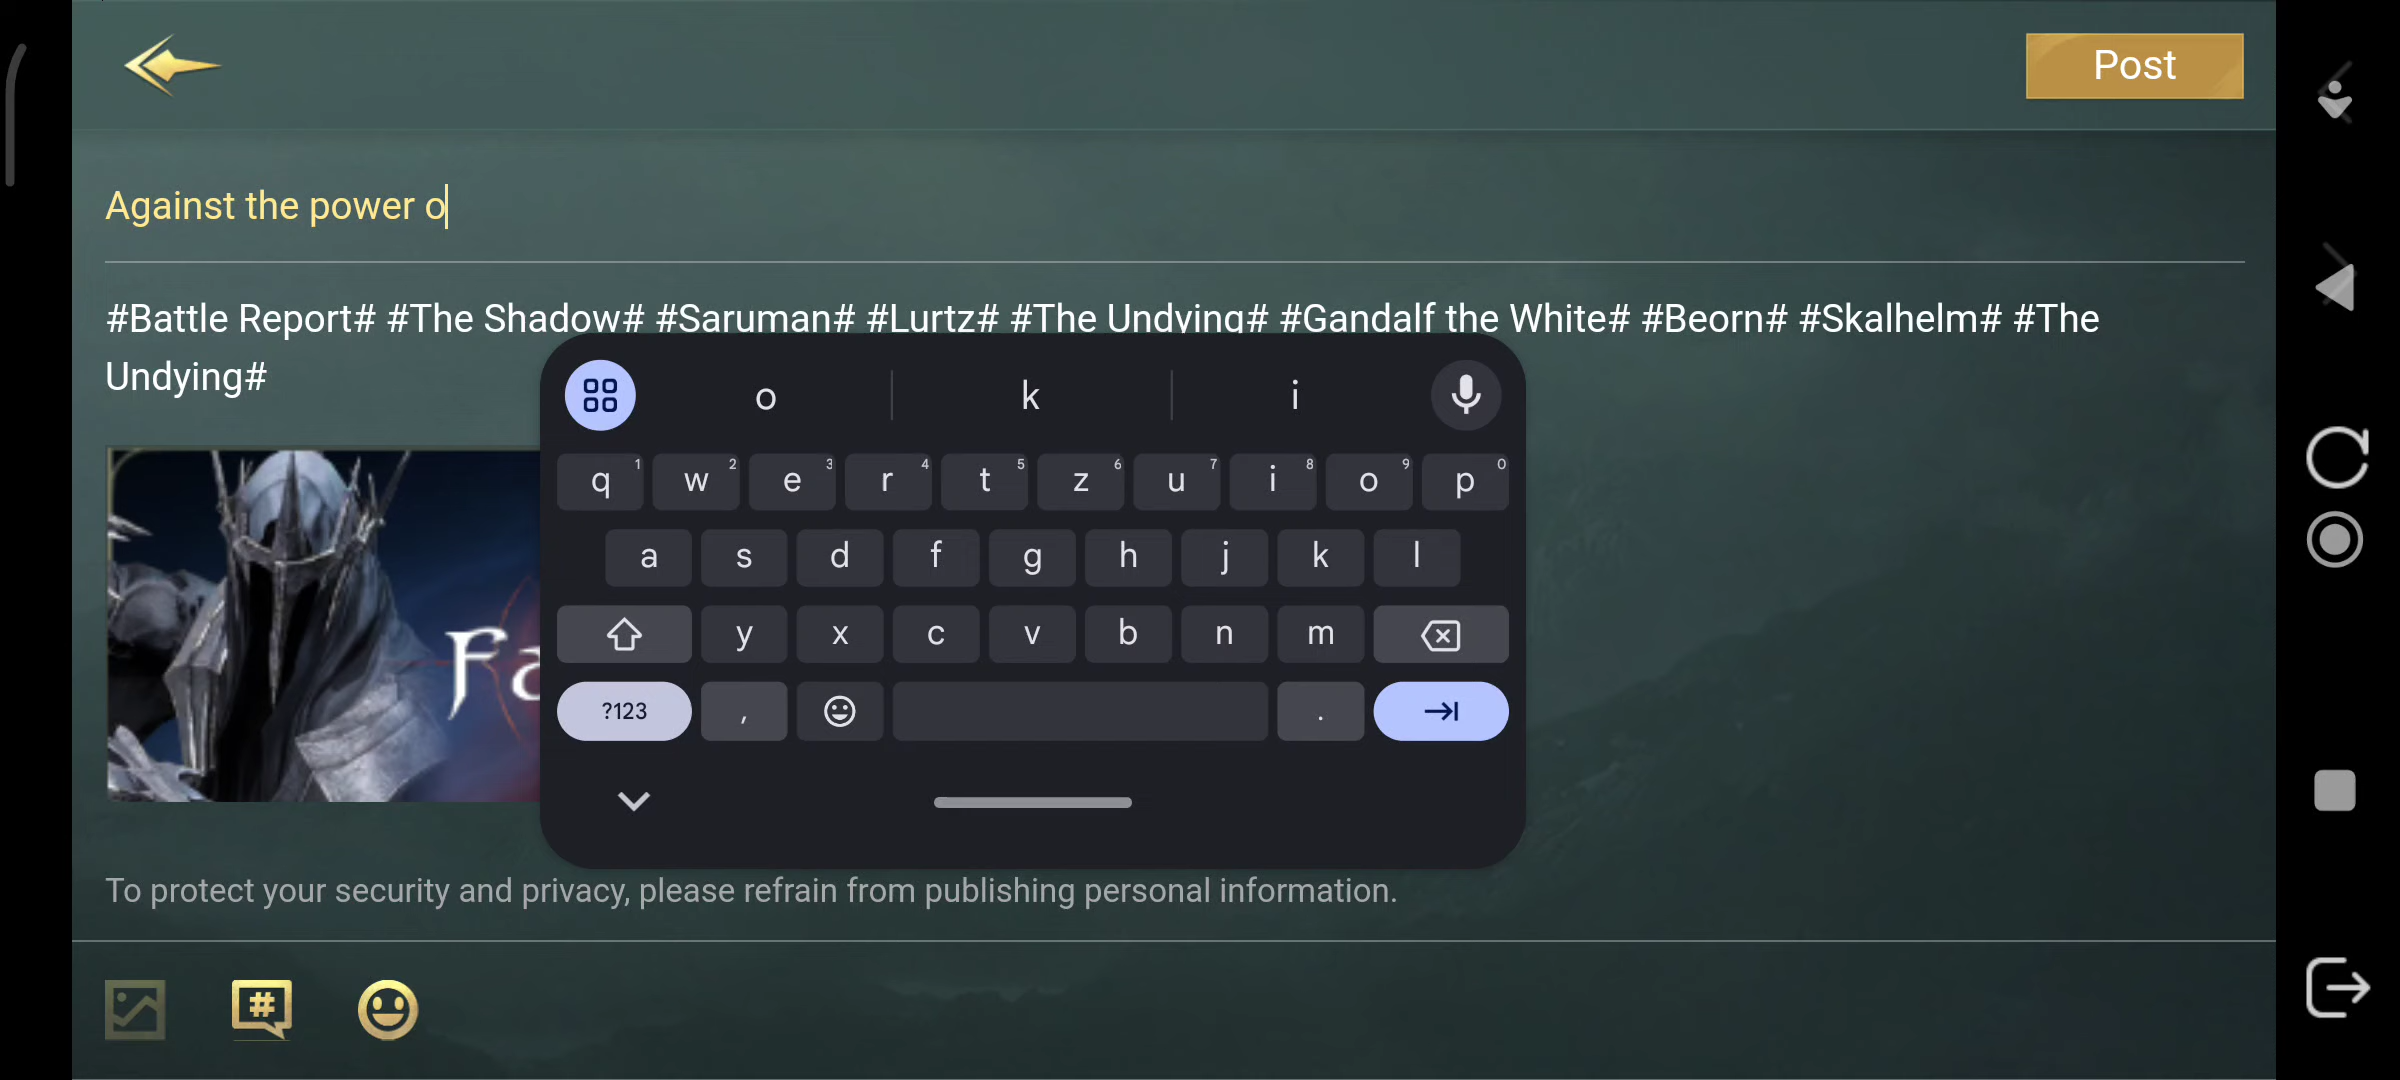 Post
Against the power o
#Battle Report# #The Shadow# #Saruman# #Lurtz# #The Undying# #Gandalf the White# #Beorn# #Skalhelm# #The
Undying#
o k i
q 1 w 2 e 3 r 4 t 5 z 6 u 7 i 8 o 9 p 0
a s d f g h j k l
Fa
y x c v b n m
?123 , .
To protect your security and privacy, please refrain from publishing personal information.
#